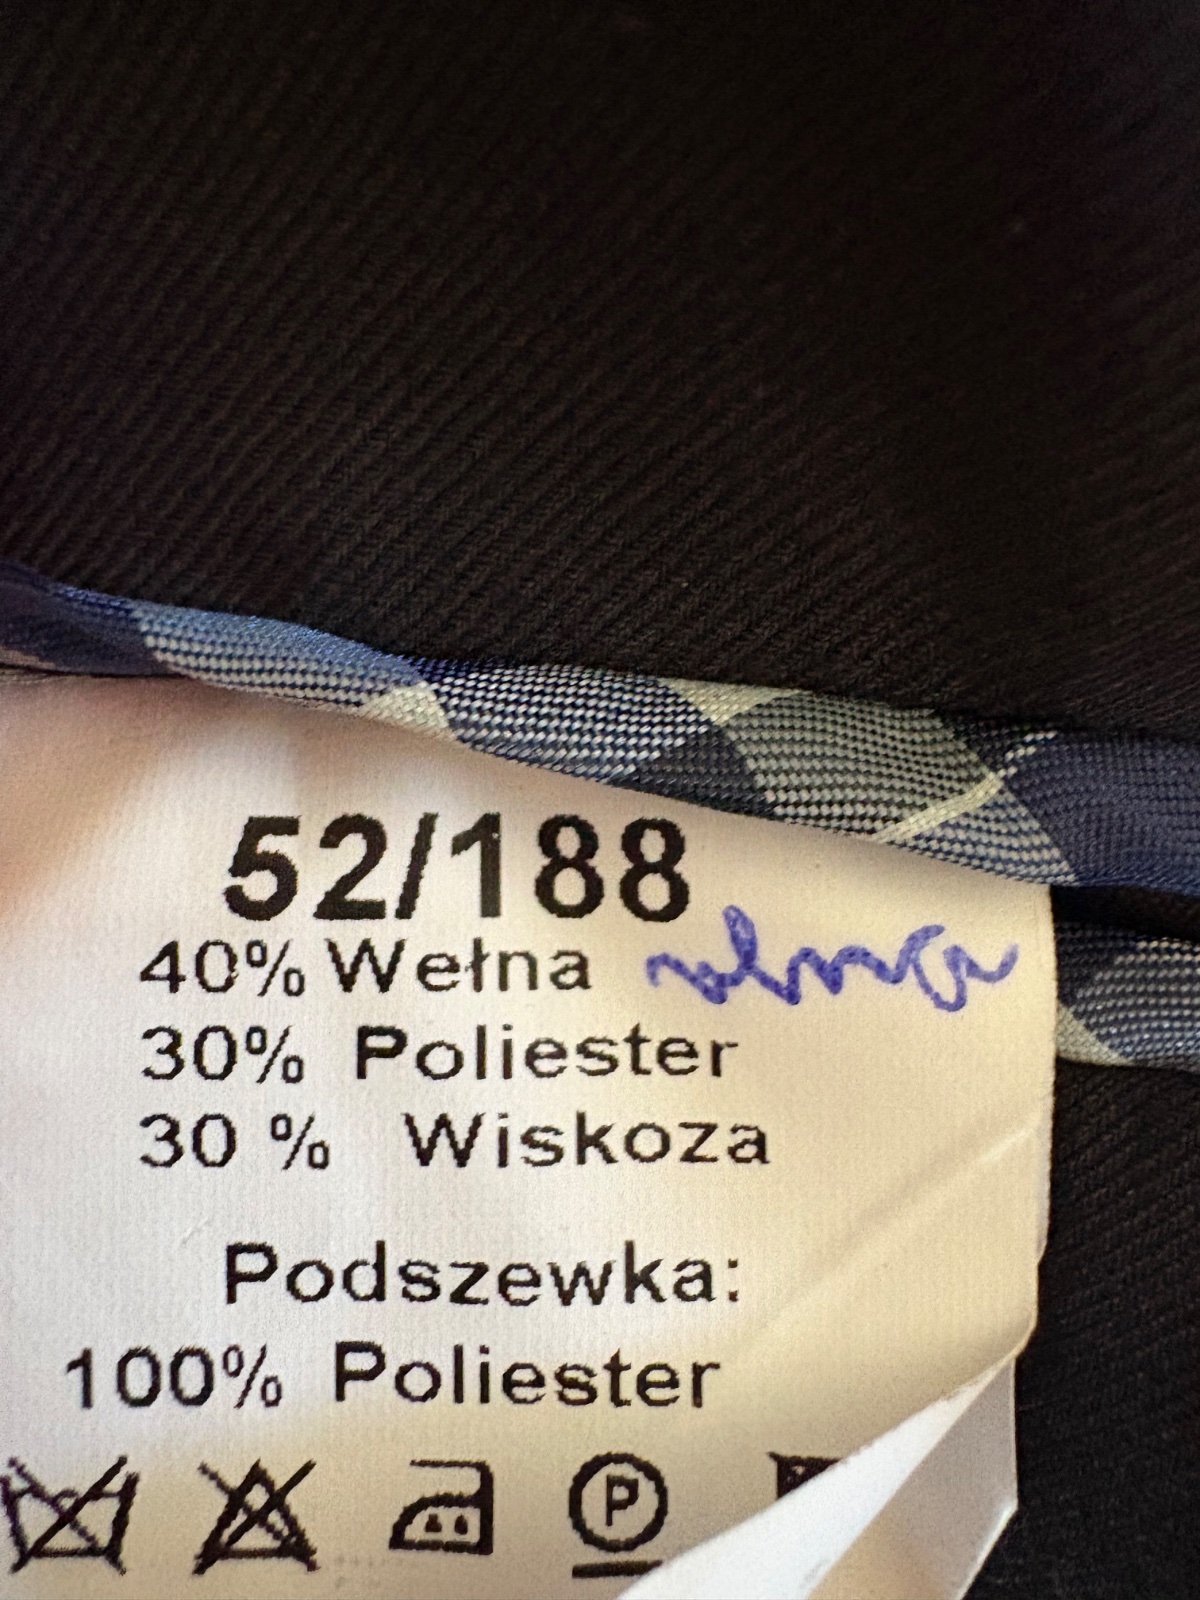 52/188
40% Wełna
30% Poliester
30 % Wiskoza
Podszewka:
100% Poliester
P